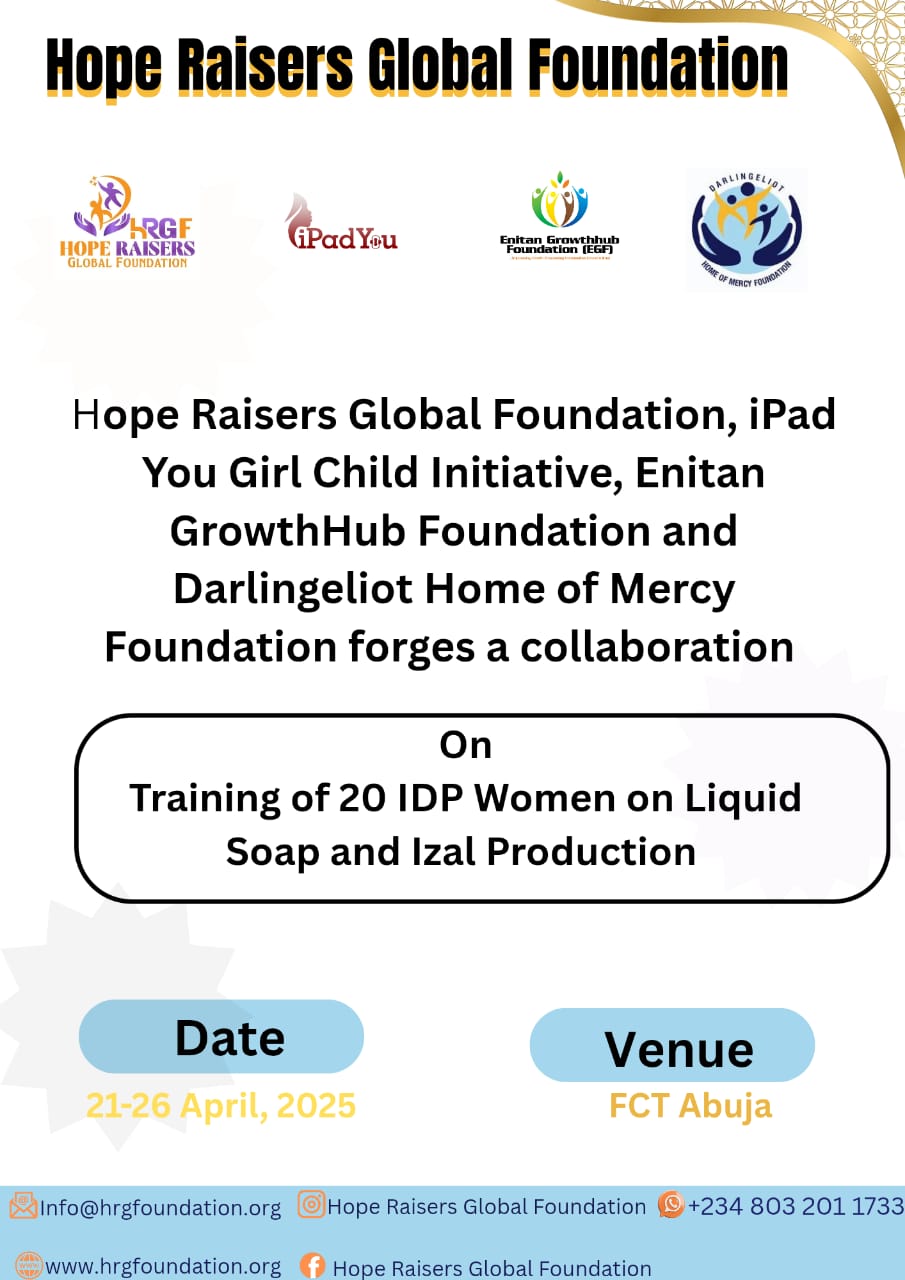 Hope Raisers Global Foundation
HRGF
HOPE RAISERS
GLOBAL FOUNDATION
iPadYou
Enitan Growthhub
Foundation (EGF)
DARLINGELIOT
HOME OF MERCY FOUNDATION
Hope Raisers Global Foundation, iPad
You Girl Child Initiative, Enitan
GrowthHub Foundation and
Darlingeliot Home of Mercy
Foundation forges a collaboration
On
Training of 20 IDP Women on Liquid
Soap and Izal Production
Date
Venue
21-26 April, 2025
FCT Abuja
Info@hrgfoundation.org
Hope Raisers Global Foundation
+234 803 201 1733
www.hrgfoundation.org
Hope Raisers Global Foundation